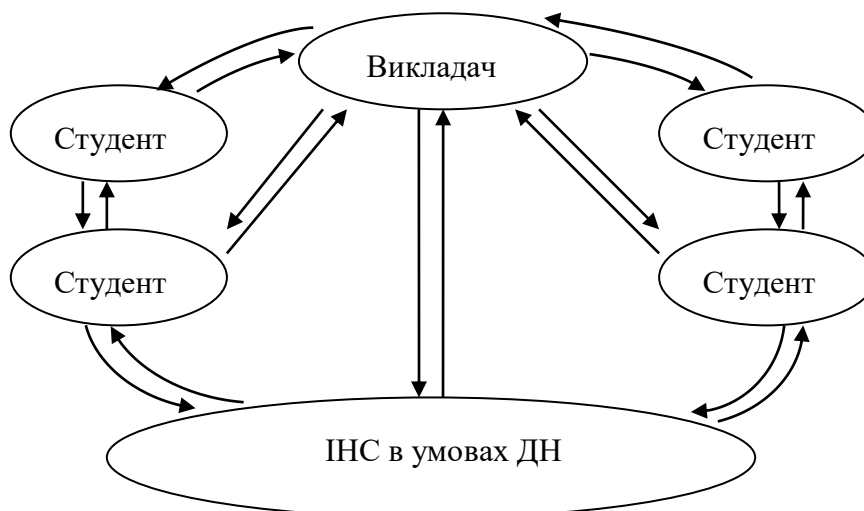 Викладач
Студент
Студент
Студент
Студент
ІНС в умовах ДН